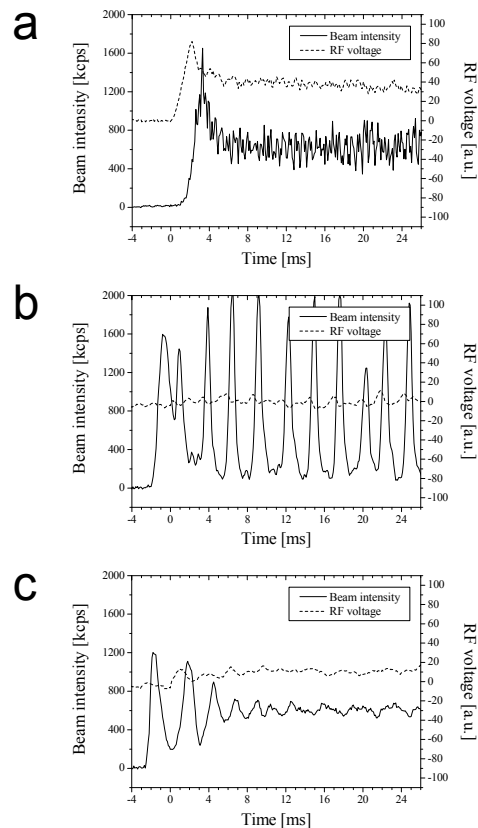 a
2000
1600
1200
800
400
0
Beam intensity [kcps]
Beam intensity
RF voltage
100
80
60
40
20
0
-20
-40
-60
-80
-100
RF voltage [a.u.]
-4 0 4 8 12 16 20 24
Time [ms]
b
2000
1600
1200
800
400
0
Beam intensity [kcps]
Beam intensity
RF voltage
100
80
60
40
20
0
-20
-40
-60
-80
-100
RF voltage [a.u.]
-4 0 4 8 12 16 20 24
Time [ms]
c
2000
1600
1200
800
400
0
Beam intensity [kcps]
Beam intensity
RF voltage
100
80
60
40
20
0
-20
-40
-60
-80
-100
RF voltage [a.u.]
-4 0 4 8 12 16 20 24
Time [ms]